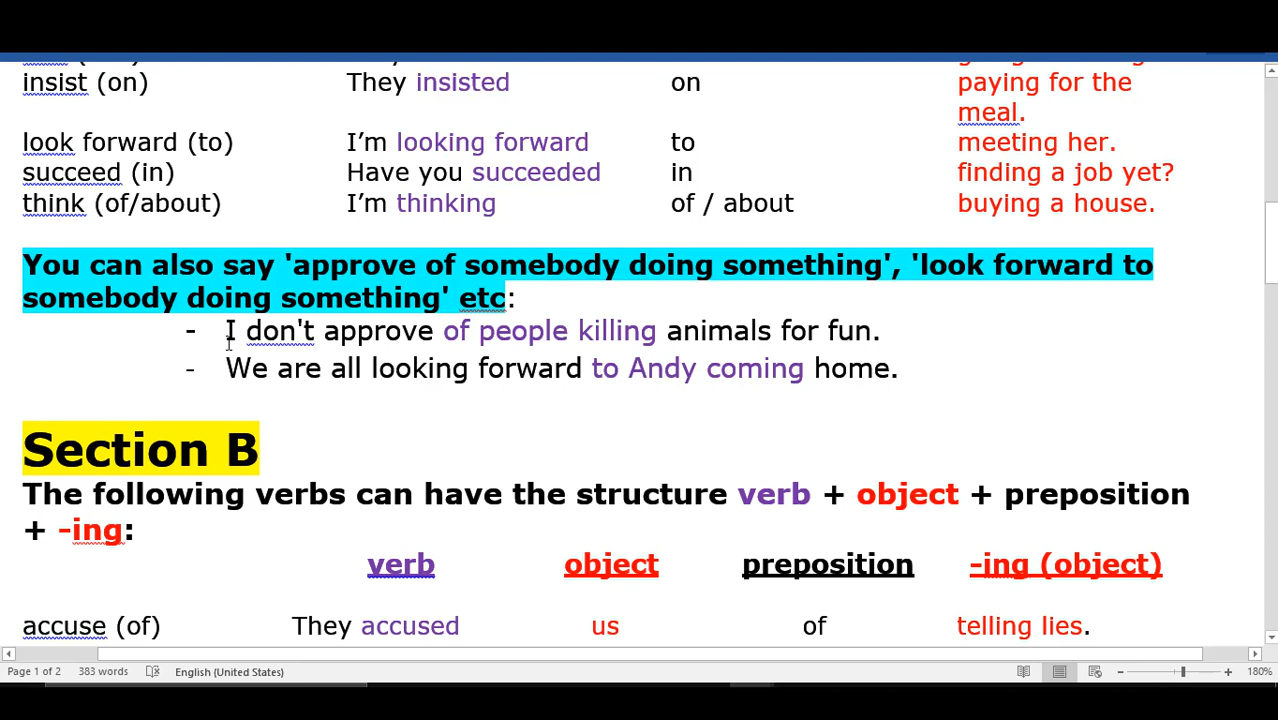 insist (on) They insisted on paying for the
meal.
look forward (to) I'm looking forward to meeting her.
succeed (in) Have you succeeded in finding a job yet?
think (of/about) I'm thinking of / about buying a house.
You can also say 'approve of somebody doing something', 'look forward to
somebody doing something' etc:
- I don't approve of people killing animals for fun.
- We are all looking forward to Andy coming home.
Section B
The following verbs can have the structure verb + object + preposition
+ -ing:
verb object preposition -ing (object)
accuse (of) They accused us of telling lies.
Page 1 of 2 383 words English (United States) 180%